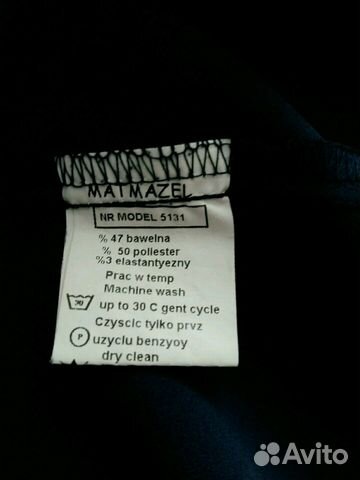 MATMAZEL
NR MODEL 5131
% 47 bawelna
% 50 poliester
%3 elastantyezny
Prac w temp
Machine wash
30 up to 30 C gent cycle
Czyscic tylko prvz
P uzyclu benzyoy
dry clean
Avito